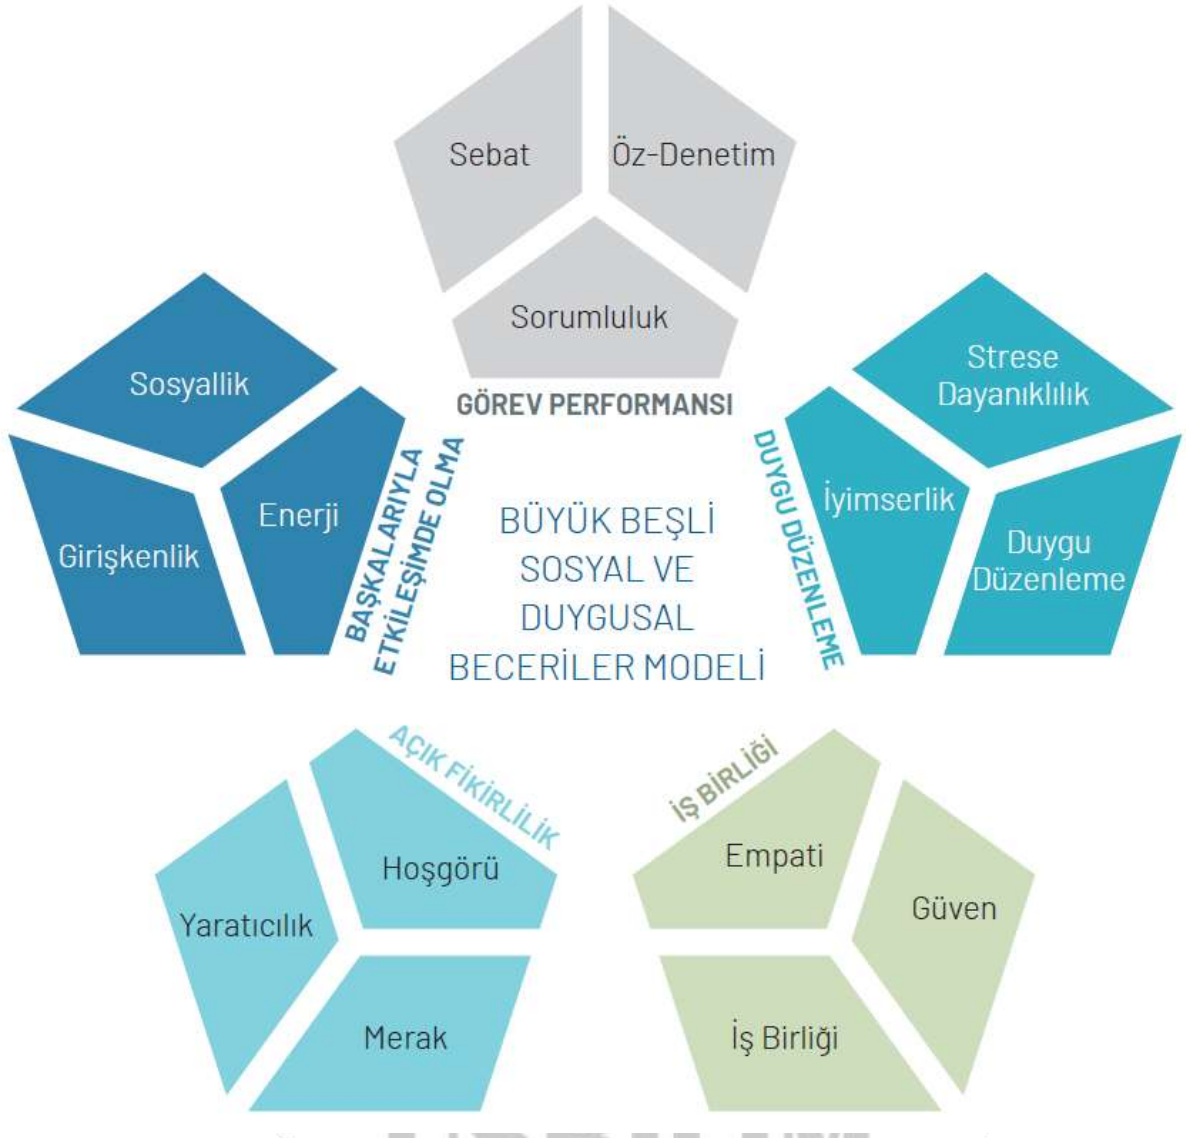 Sebat
Öz-Denetim
Sorumluluk
GÖREV PERFORMANSI
Sosyallik
Enerji
Girişkenlik
BAŞKALARIYLA
ETKİLEŞİMDE OLMA
BÜYÜK BEŞLİ
SOSYAL VE
DUYGUSAL
BECERİLER MODELİ
DUYGU DÜZENLEME
Strese
Dayanıklılık
İyimserlik
Duygu
Düzenleme
AÇIK FİKİRLİLİK
Hoşgörü
Yaratıcılık
Merak
İŞ BİRLİĞİ
Empati
Güven
İş Birliği